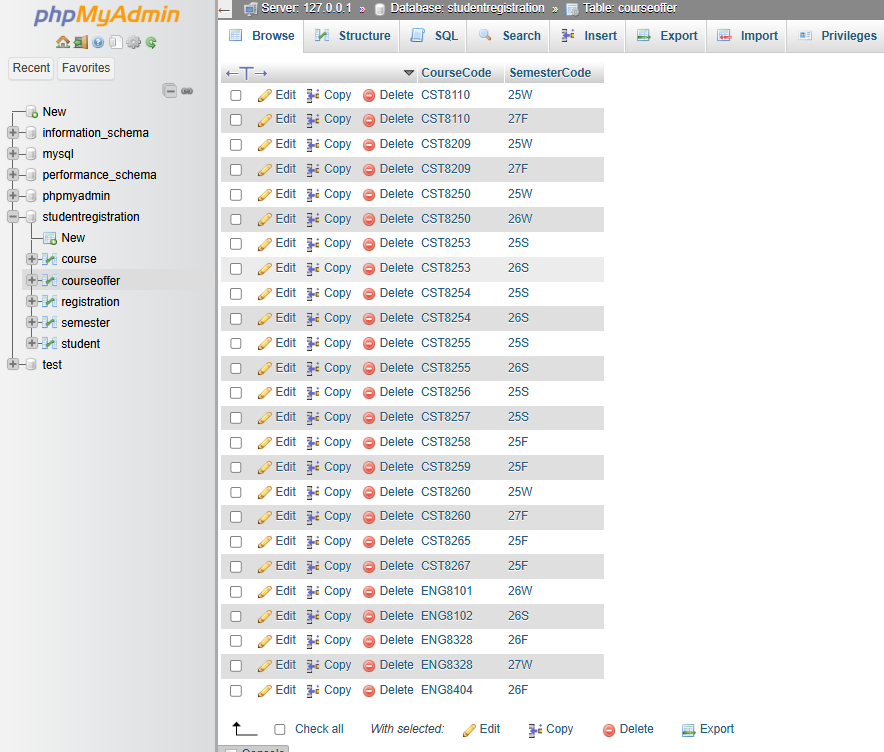 phpMyAdmin
Recent Favorites
New
information_schema
mysql
performance_schema
phpmyadmin
studentregistration
New
course
courseoffer
registration
semester
student
test
Server: 127.0.0.1 » Database: studentregistration » Table: courseoffer
Browse Structure SQL Search Insert Export Import Privileges
CourseCode SemesterCode
Edit Copy Delete CST8110 25W
Edit Copy Delete CST8110 27F
Edit Copy Delete CST8209 25W
Edit Copy Delete CST8209 27F
Edit Copy Delete CST8250 25W
Edit Copy Delete CST8250 26W
Edit Copy Delete CST8253 25S
Edit Copy Delete CST8253 26S
Edit Copy Delete CST8254 25S
Edit Copy Delete CST8254 26S
Edit Copy Delete CST8255 25S
Edit Copy Delete CST8255 26S
Edit Copy Delete CST8256 25S
Edit Copy Delete CST8257 25S
Edit Copy Delete CST8258 25F
Edit Copy Delete CST8259 25F
Edit Copy Delete CST8260 25W
Edit Copy Delete CST8260 27F
Edit Copy Delete CST8265 25F
Edit Copy Delete CST8267 25F
Edit Copy Delete ENG8101 26W
Edit Copy Delete ENG8102 26S
Edit Copy Delete ENG8328 26F
Edit Copy Delete ENG8328 27W
Edit Copy Delete ENG8404 26F
Check all With selected: Edit Copy Delete Export
Console